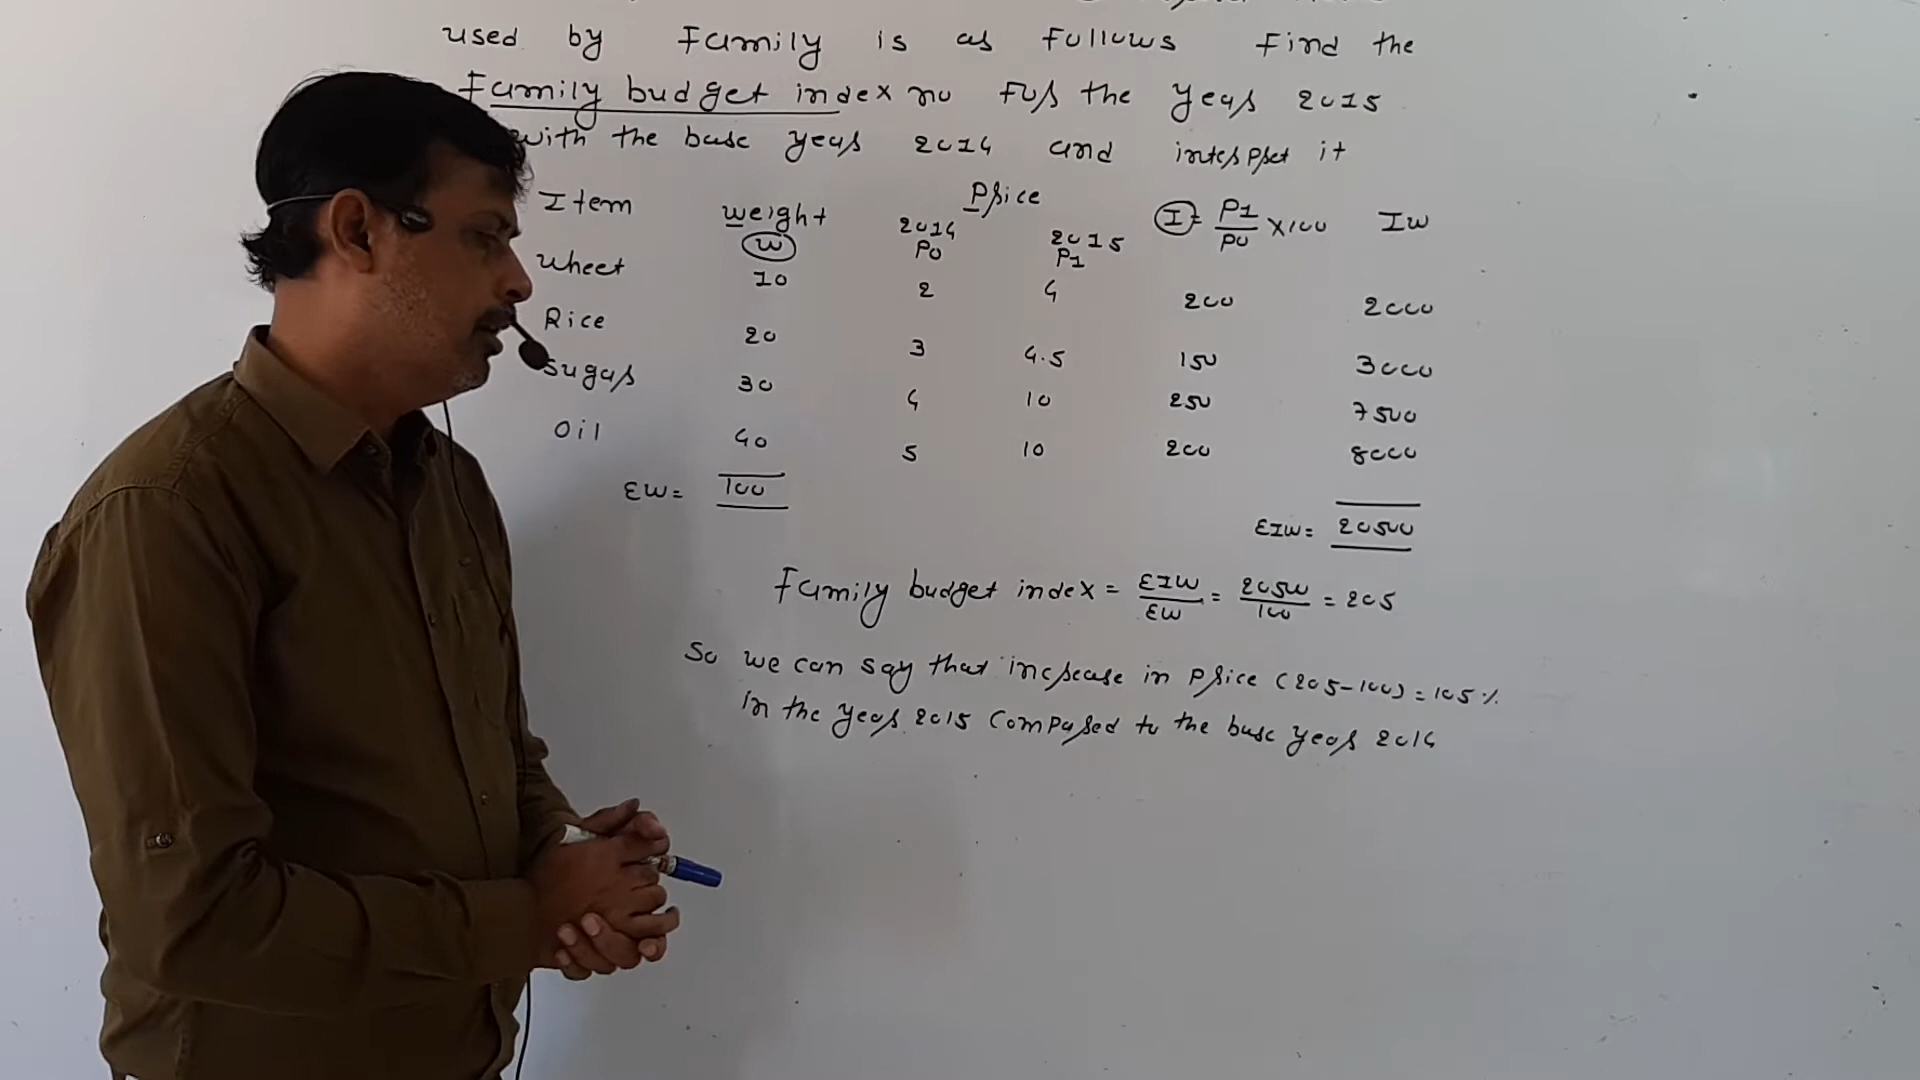 used by Family is as Follows Find the
Family budget index no For the year 2015
with the base year 2014 and interpret it
Item Weight Price I = P1/P0 ×100 IW
W 2014 P0 2015 P1
Wheet 10 2 4 200 2000
Rice 20 3 4.5 150 3000
Sugar 30 4 10 250 7500
Oil 40 5 10 200 8000
ΣW = 100
ΣIW = 20500
Family budget index = ΣIW/ΣW = 20500/100 = 205
So we can say that increase in price (205-100) = 105%
in the year 2015 compared to the base year 2014